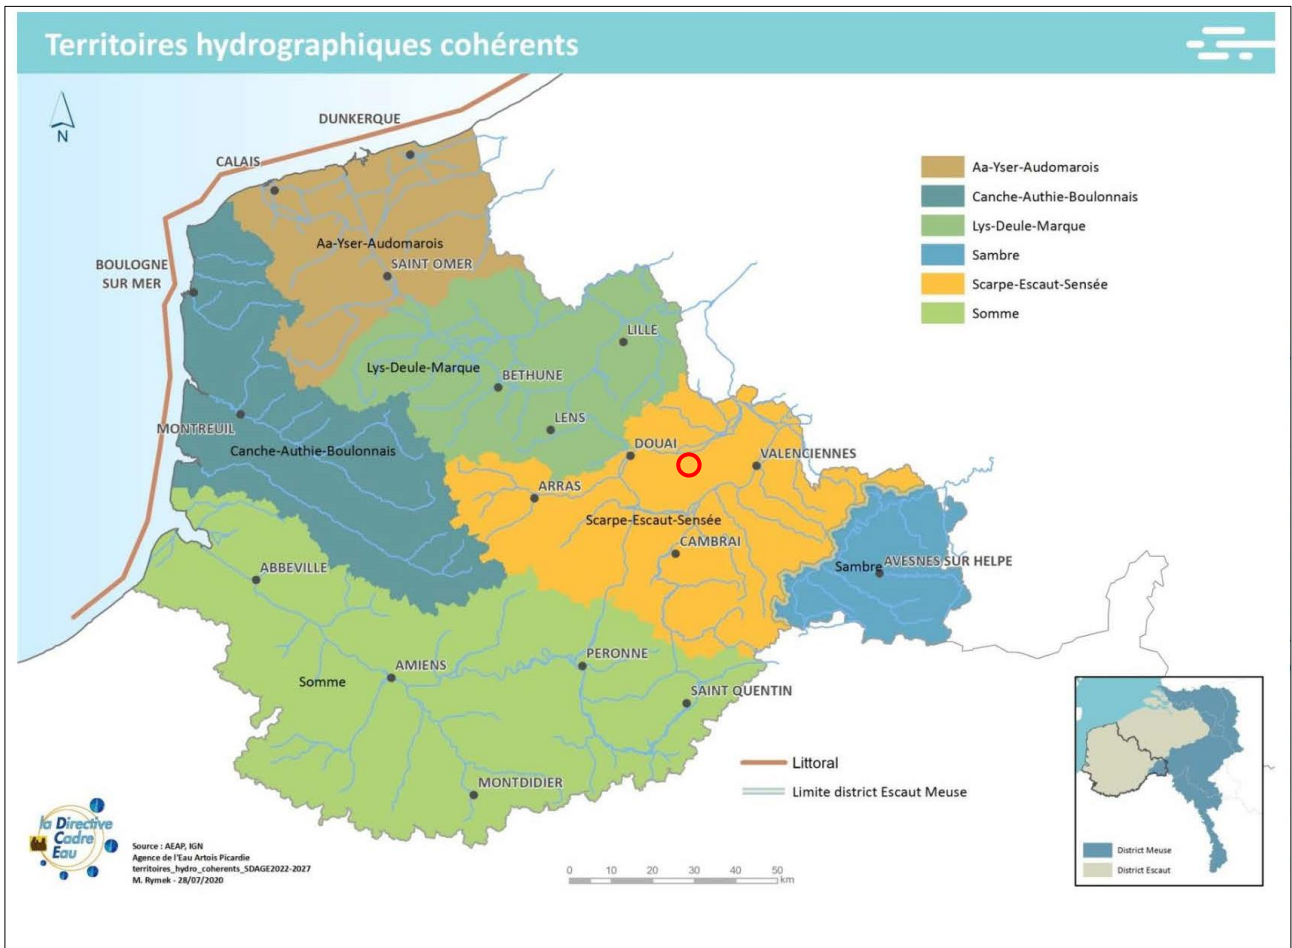 Territoires hydrographiques cohérents
N
DUNKERQUE
CALAIS
Aa-Yser-Audomarois
SAINT OMER
BOULOGNE
SUR MER
LILLE
Lys-Deule-Marque
BETHUNE
LENS
MONTREUIL
Canche-Authie-Boulonnais
DOUAI
VALENCIENNES
ARRAS
Scarpe-Escaut-Sensée
CAMBRAI
Sambre
AVESNES SUR HELPE
ABBEVILLE
AMIENS
PERONNE
Somme
SAINT QUENTIN
MONTDIDIER
Aa-Yser-Audomarois
Canche-Authie-Boulonnais
Lys-Deule-Marque
Sambre
Scarpe-Escaut-Sensée
Somme
Littoral
Limite district Escaut Meuse
District Meuse
District Escaut
la Directive
Cadre
Eau
Source : AEAP, IGN
Agence de l'Eau Artois Picardie
territoires_hydro_coherents_SDAGE2022-2027
M. Rymek - 28/07/2020
0 10 20 30 40 50
km